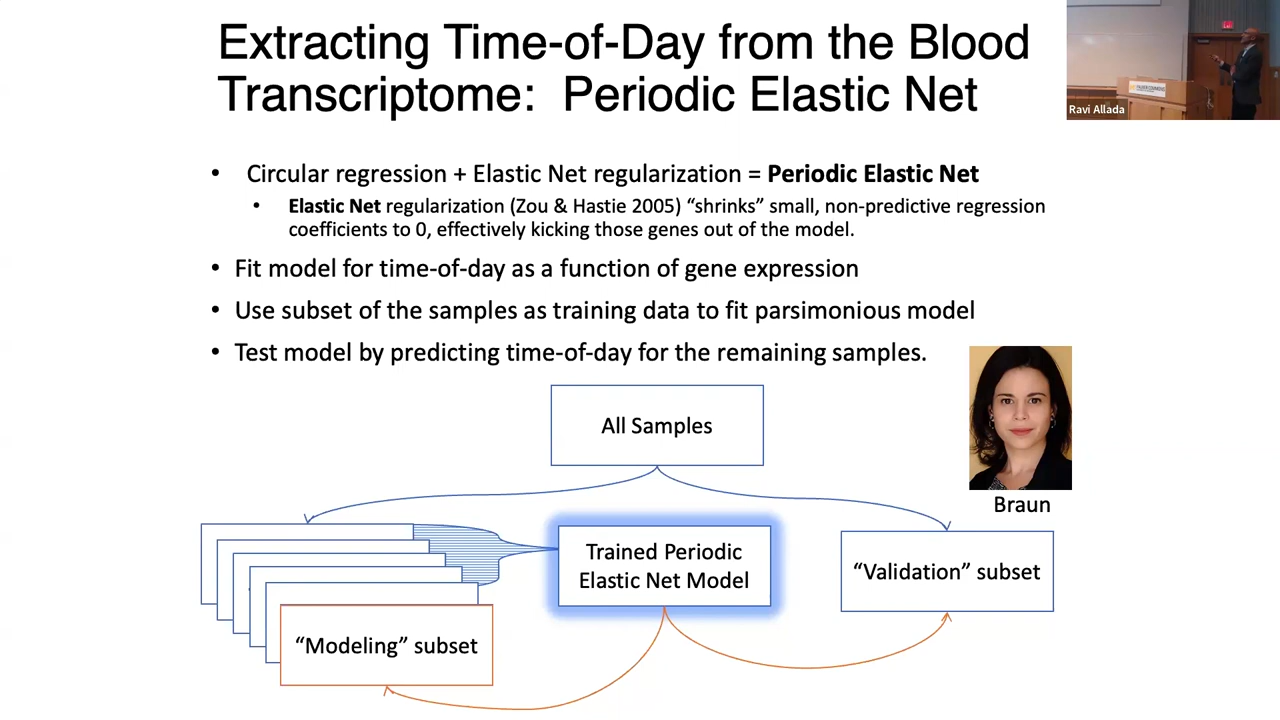 Extracting Time-of-Day from the Blood
Transcriptome: Periodic Elastic Net
Ravi Allada
• Circular regression + Elastic Net regularization = Periodic Elastic Net
• Elastic Net regularization (Zou & Hastie 2005) “shrinks” small, non-predictive regression
coefficients to 0, effectively kicking those genes out of the model.
• Fit model for time-of-day as a function of gene expression
• Use subset of the samples as training data to fit parsimonious model
• Test model by predicting time-of-day for the remaining samples.
All Samples
Braun
Trained Periodic
Elastic Net Model
“Validation” subset
“Modeling” subset